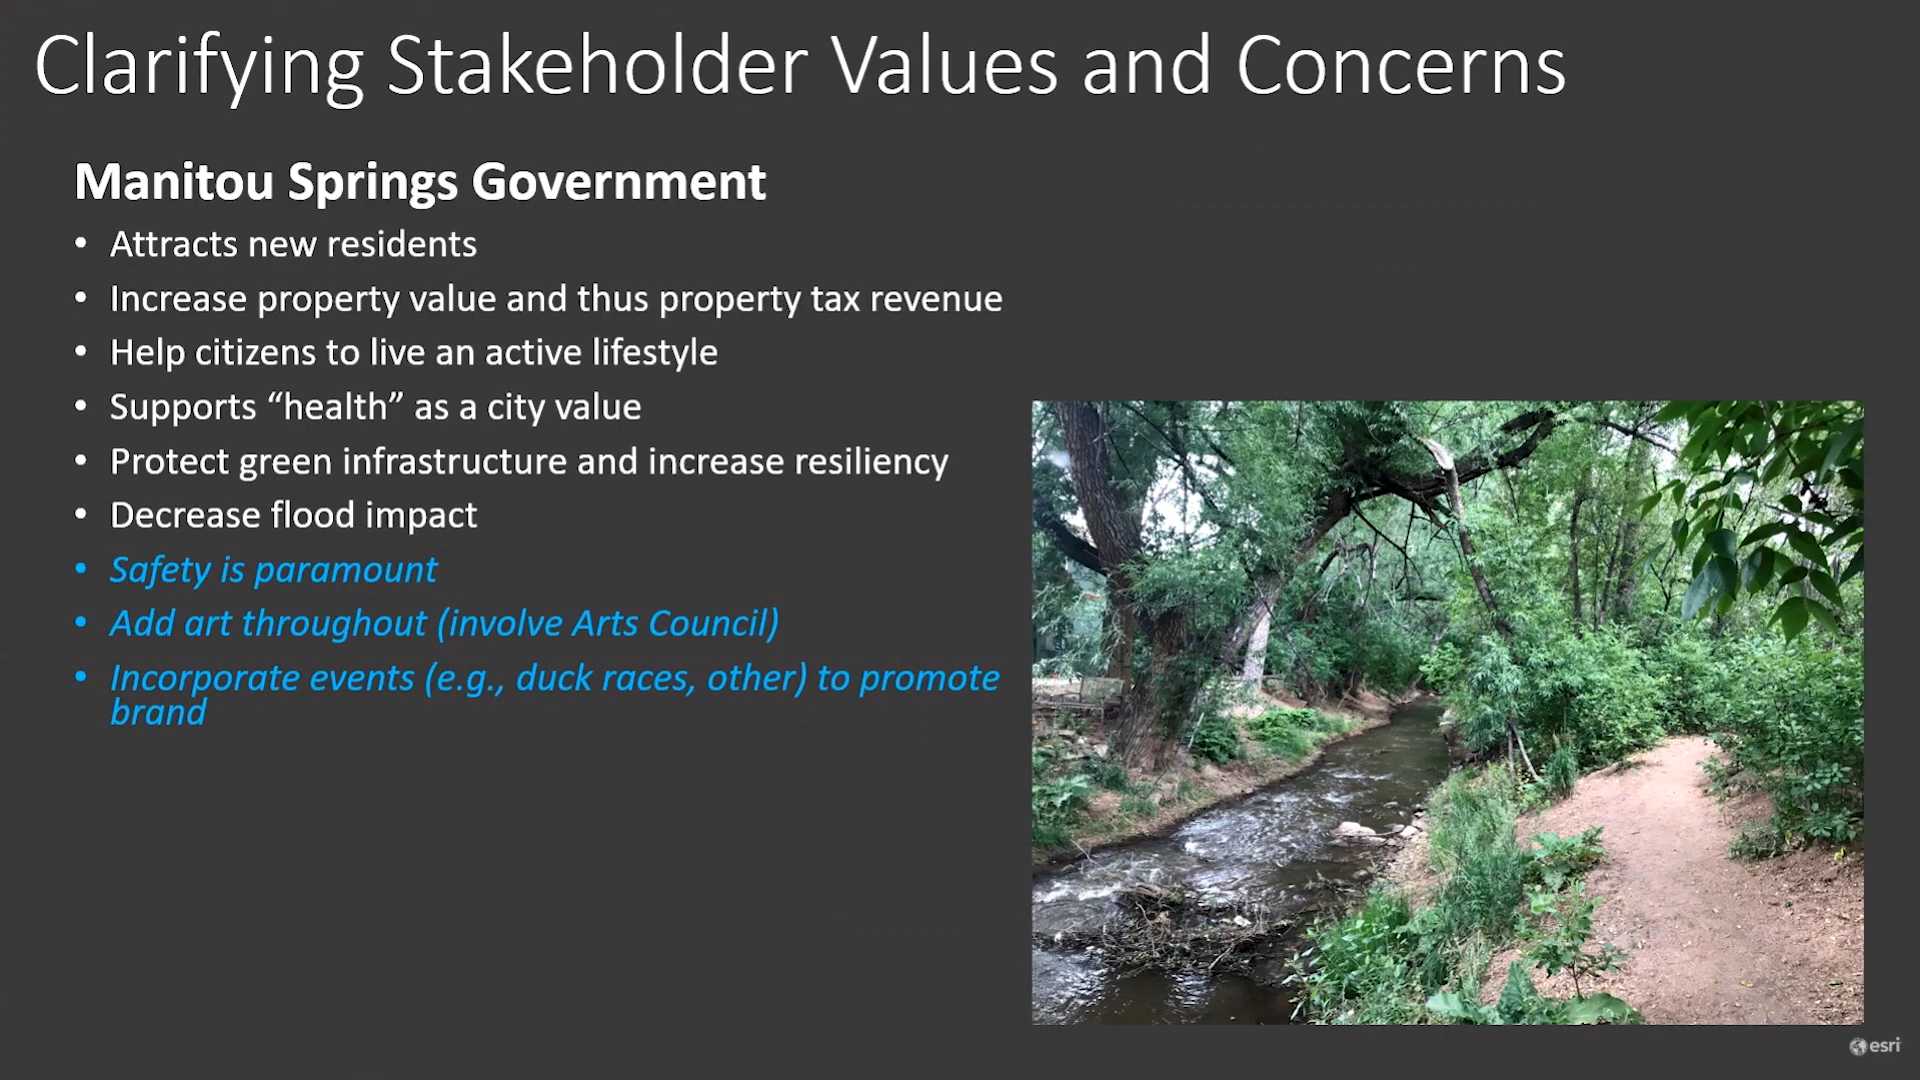 Clarifying Stakeholder Values and Concerns
Manitou Springs Government
• Attracts new residents
• Increase property value and thus property tax revenue
• Help citizens to live an active lifestyle
• Supports “health” as a city value
• Protect green infrastructure and increase resiliency
• Decrease flood impact
• Safety is paramount
• Add art throughout (involve Arts Council)
• Incorporate events (e.g., duck races, other) to promote
brand
esri